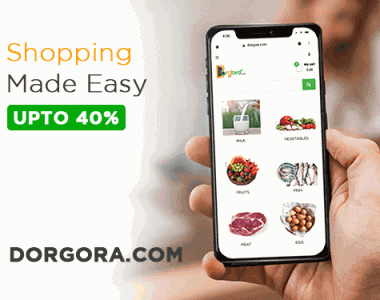 Shopping
Made Easy
UPTO 40%
DORGORA.COM
dorgora.com
MILK
VEGETABLES
FRUITS
FISH
MEAT
EGG